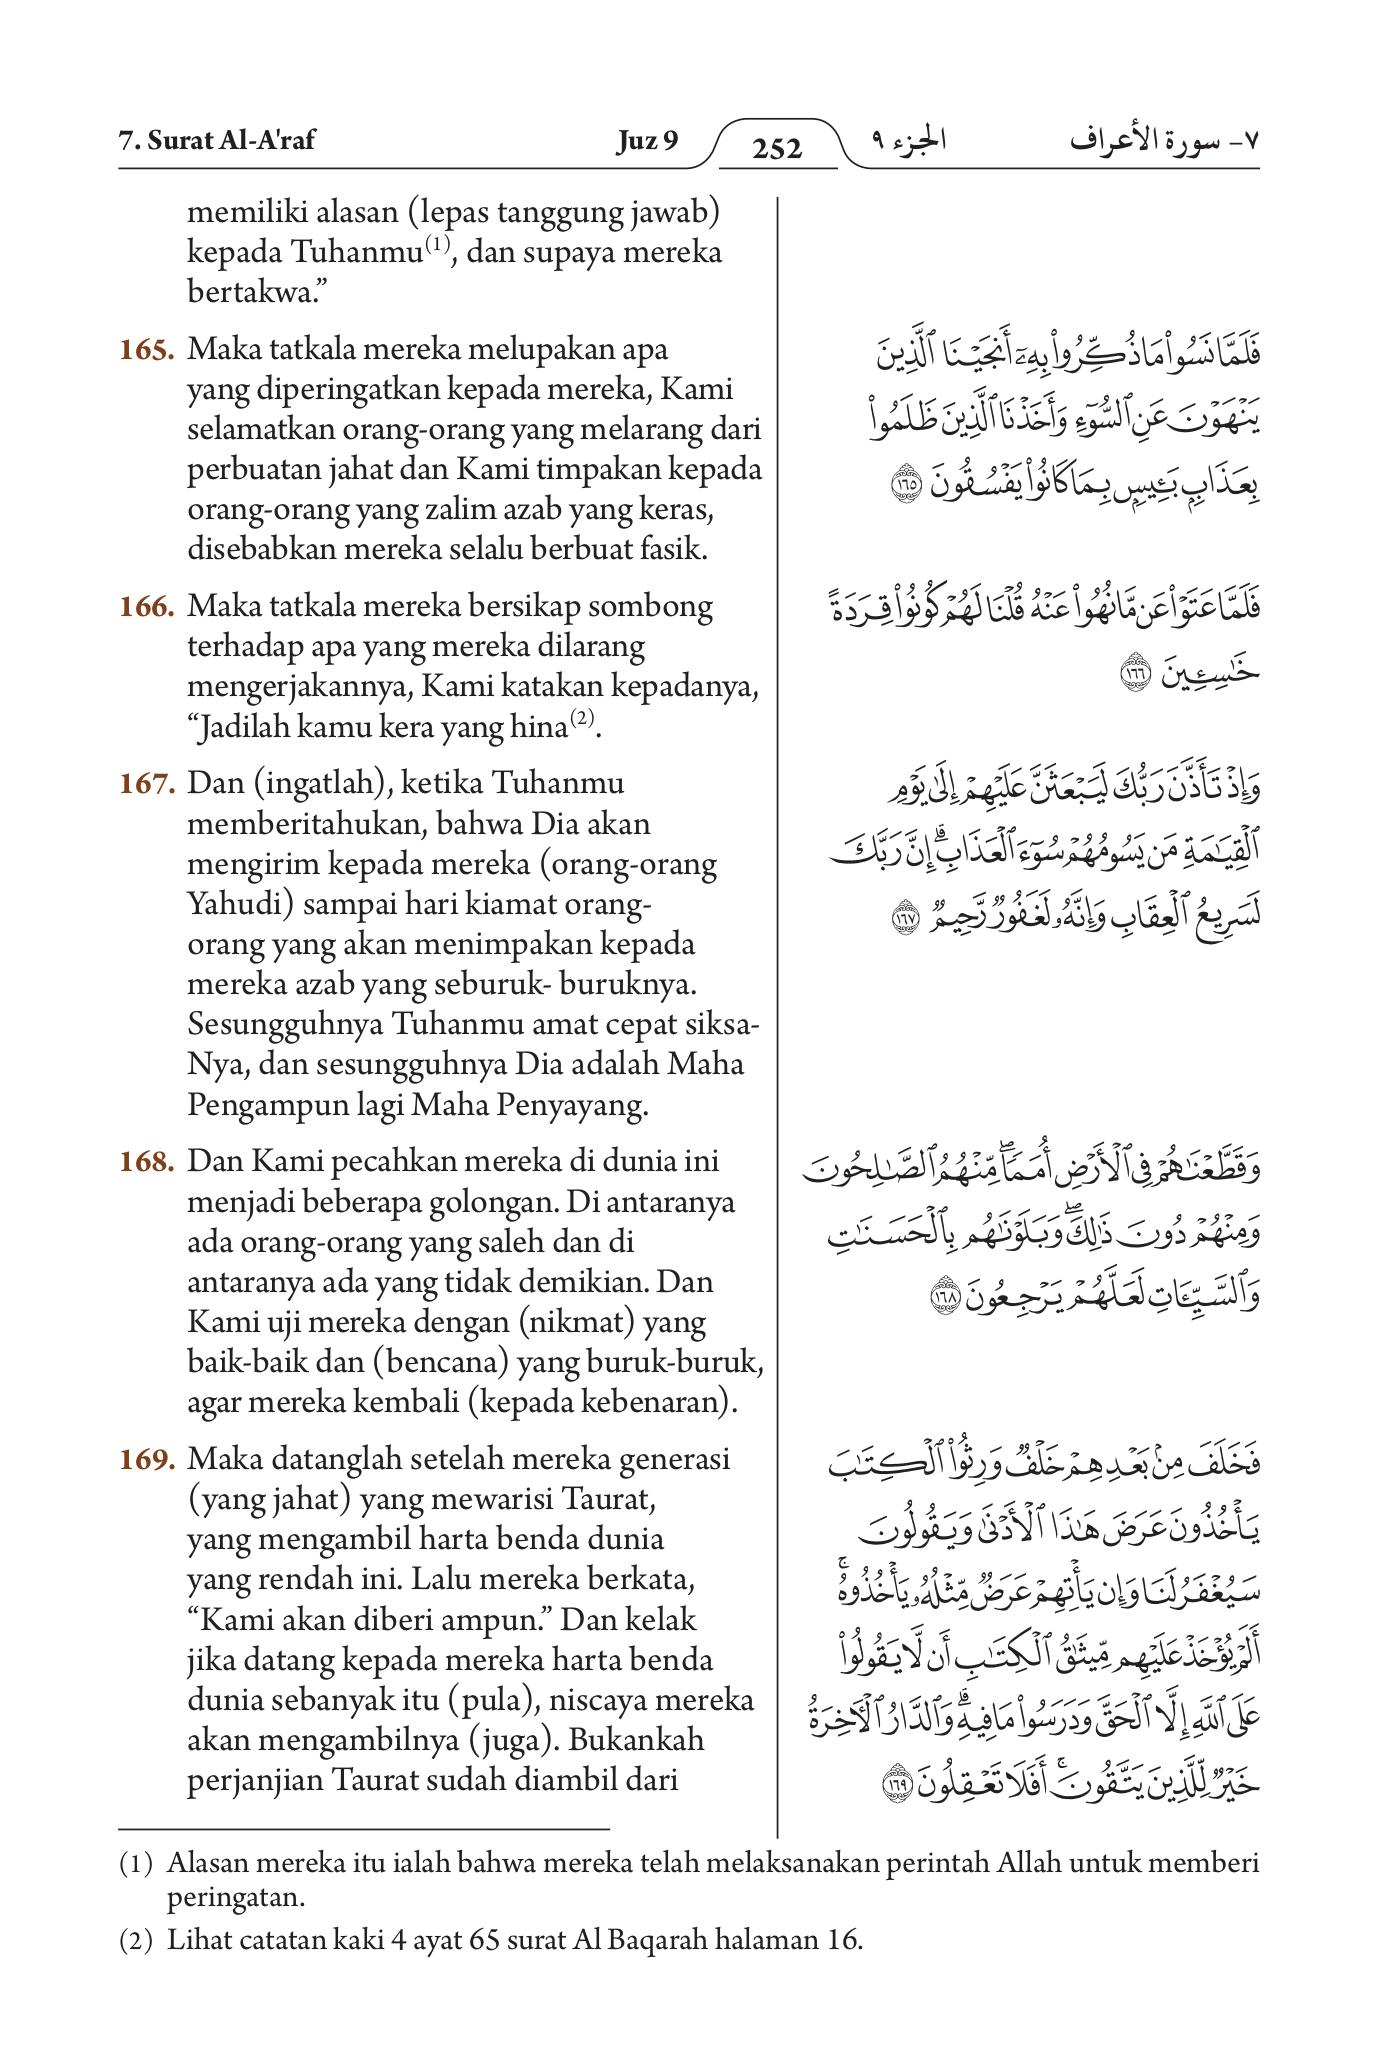 7. Surat Al-A'raf Juz 9 252 الجزء ٩ ٧- سورة الأعراف
memiliki alasan (lepas tanggung jawab)
kepada Tuhanmu(1), dan supaya mereka
bertakwa.”
165. Maka tatkala mereka melupakan apa
yang diperingatkan kepada mereka, Kami
selamatkan orang-orang yang melarang dari
perbuatan jahat dan Kami timpakan kepada
orang-orang yang zalim azab yang keras,
disebabkan mereka selalu berbuat fasik.
166. Maka tatkala mereka bersikap sombong
terhadap apa yang mereka dilarang
mengerjakannya, Kami katakan kepadanya,
“Jadilah kamu kera yang hina(2).
167. Dan (ingatlah), ketika Tuhanmu
memberitahukan, bahwa Dia akan
mengirim kepada mereka (orang-orang
Yahudi) sampai hari kiamat orang-
orang yang akan menimpakan kepada
mereka azab yang seburuk- buruknya.
Sesungguhnya Tuhanmu amat cepat siksa-
Nya, dan sesungguhnya Dia adalah Maha
Pengampun lagi Maha Penyayang.
168. Dan Kami pecahkan mereka di dunia ini
menjadi beberapa golongan. Di antaranya
ada orang-orang yang saleh dan di
antaranya ada yang tidak demikian. Dan
Kami uji mereka dengan (nikmat) yang
baik-baik dan (bencana) yang buruk-buruk,
agar mereka kembali (kepada kebenaran).
169. Maka datanglah setelah mereka generasi
(yang jahat) yang mewarisi Taurat,
yang mengambil harta benda dunia
yang rendah ini. Lalu mereka berkata,
“Kami akan diberi ampun.” Dan kelak
jika datang kepada mereka harta benda
dunia sebanyak itu (pula), niscaya mereka
akan mengambilnya (juga). Bukankah
perjanjian Taurat sudah diambil dari
فَلَمَّا نَسُوا۟ مَا ذُكِّرُوا۟ بِهِۦٓ أَنجَيْنَا ٱلَّذِينَ
يَنْهَوْنَ عَنِ ٱلسُّوٓءِ وَأَخَذْنَا ٱلَّذِينَ ظَلَمُوا۟
بِعَذَابٍۭ بَـِٔيسٍۭ بِمَا كَانُوا۟ يَفْسُقُونَ ١٦٥
فَلَمَّا عَتَوْا۟ عَن مَّا نُهُوا۟ عَنْهُ قُلْنَا لَهُمْ كُونُوا۟ قِرَدَةً
خَـٰسِـِٔينَ ١٦٦
وَإِذْ تَأَذَّنَ رَبُّكَ لَيَبْعَثَنَّ عَلَيْهِمْ إِلَىٰ يَوْمِ
ٱلْقِيَـٰمَةِ مَن يَسُومُهُمْ سُوٓءَ ٱلْعَذَابِ ۗ إِنَّ رَبَّكَ
لَسَرِيعُ ٱلْعِقَابِ وَإِنَّهُۥ لَغَفُورٌ رَّحِيمٌ ١٦٧
وَقَطَّعْنَـٰهُمْ فِى ٱلْأَرْضِ أُمَمًا ۖ مِّنْهُمُ ٱلصَّـٰلِحُونَ
وَمِنْهُمْ دُونَ ذَٰلِكَ ۖ وَبَلَوْنَـٰهُم بِٱلْحَسَنَـٰتِ
وَٱلسَّيِّـَٔاتِ لَعَلَّهُمْ يَرْجِعُونَ ١٦٨
فَخَلَفَ مِنۢ بَعْدِهِمْ خَلْفٌ وَرِثُوا۟ ٱلْكِتَـٰبَ
يَأْخُذُونَ عَرَضَ هَـٰذَا ٱلْأَدْنَىٰ وَيَقُولُونَ
سَيُغْفَرُ لَنَا وَإِن يَأْتِهِمْ عَرَضٌ مِّثْلُهُۥ يَأْخُذُوهُ ۚ
أَلَمْ يُؤْخَذْ عَلَيْهِم مِّيثَـٰقُ ٱلْكِتَـٰبِ أَن لَّا يَقُولُوا۟
عَلَى ٱللَّهِ إِلَّا ٱلْحَقَّ وَدَرَسُوا۟ مَا فِيهِ ۗ وَٱلدَّارُ ٱلْـَٔاخِرَةُ
خَيْرٌ لِّلَّذِينَ يَتَّقُونَ ۗ أَفَلَا تَعْقِلُونَ ١٦٩
(1) Alasan mereka itu ialah bahwa mereka telah melaksanakan perintah Allah untuk memberi
peringatan.
(2) Lihat catatan kaki 4 ayat 65 surat Al Baqarah halaman 16.